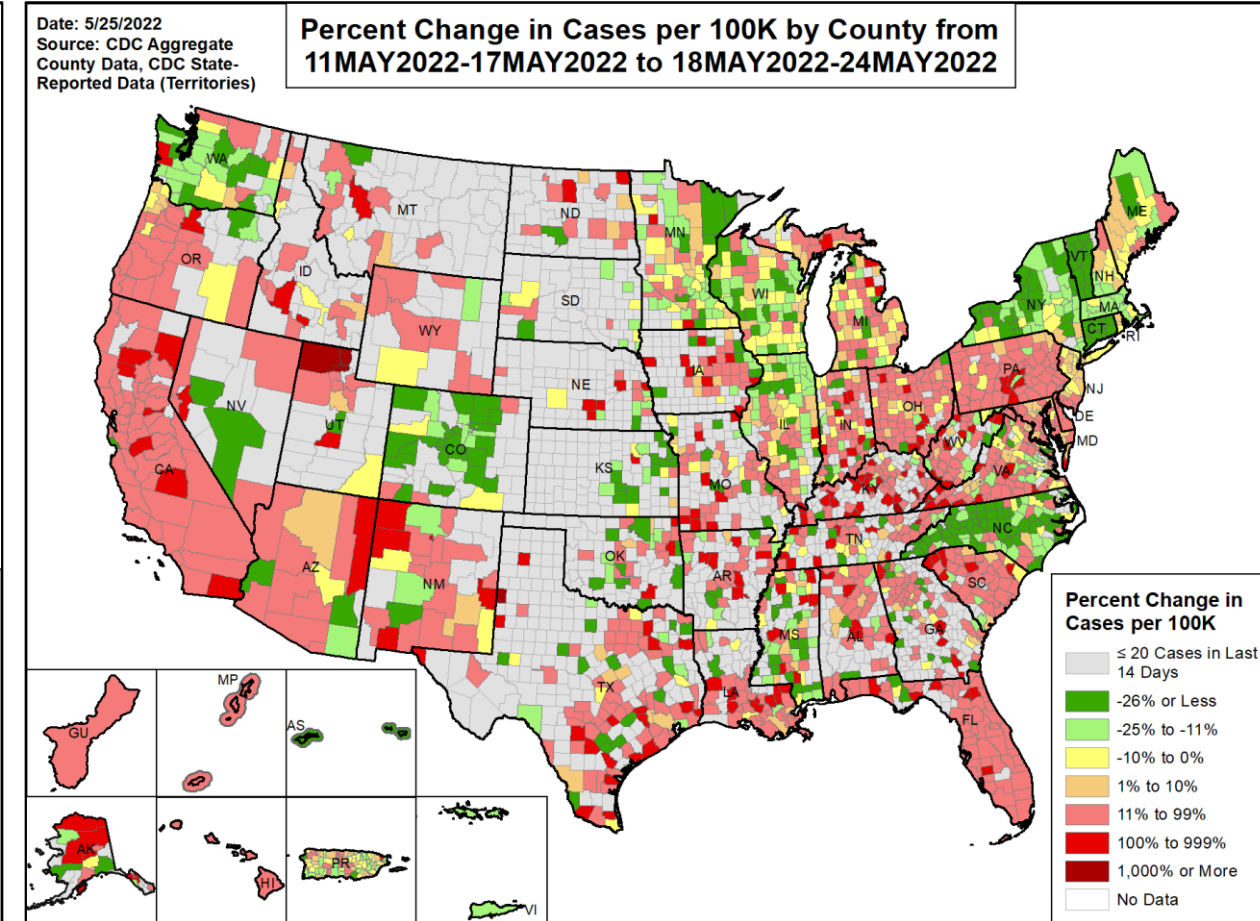 Date: 5/25/2022
Source: CDC Aggregate
County Data, CDC State-
Reported Data (Territories)
Percent Change in Cases per 100K by County from
11MAY2022-17MAY2022 to 18MAY2022-24MAY2022
WA
MT
ND
MN
ME
OR
ID
SD
WI
VT
NH
NY
MA
CT
RI
WY
MI
IA
NE
PA
NJ
NV
UT
CO
IL
IN
OH
DE
MD
WV
VA
CA
KS
MO
KY
NC
TN
OK
AZ
NM
AR
SC
MS
AL
GA
TX
LA
FL
GU
MP
AS
AK
HI
PR
VI
Percent Change in
Cases per 100K
≤ 20 Cases in Last
14 Days
-26% or Less
-25% to -11%
-10% to 0%
1% to 10%
11% to 99%
100% to 999%
1,000% or More
No Data